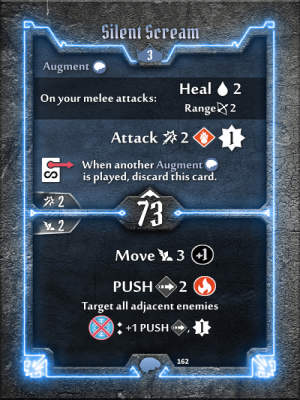 Silent Scream
3
Augment
On your melee attacks:
Heal 2
Range 2
Attack 2 1
When another Augment
is played, discard this card.
2
73
2
Move 3 +1
PUSH 2
Target all adjacent enemies
: +1 PUSH , 1
162